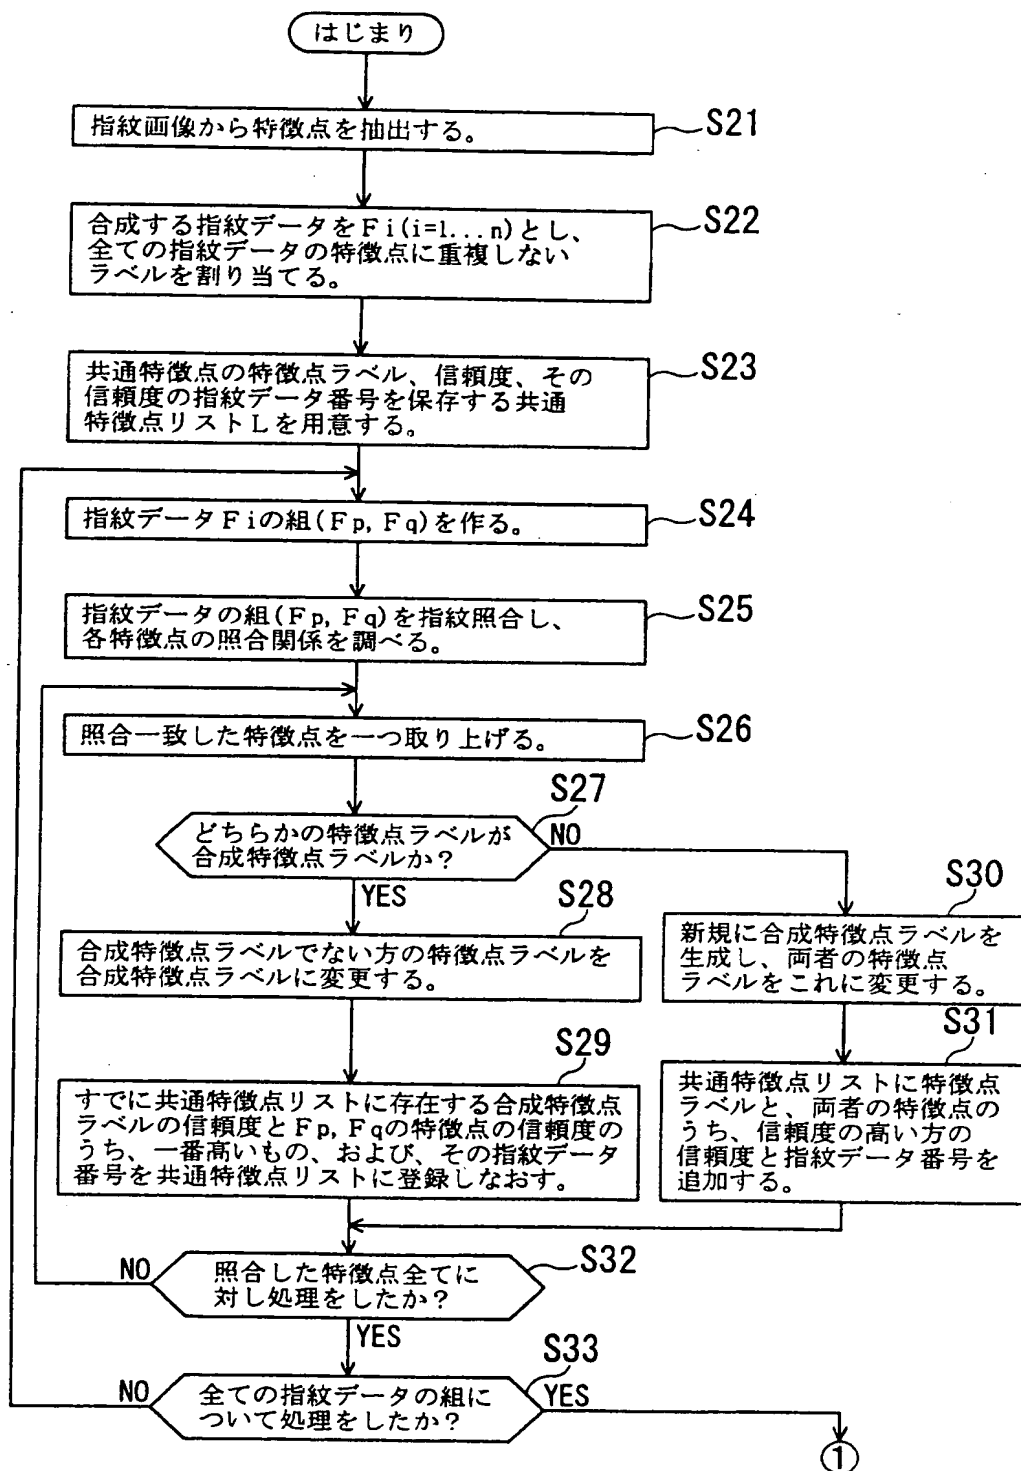 はじまり
指紋画像から特徴点を抽出する。
S21
合成する指紋データをFi(i=1...n)とし、
全ての指紋データの特徴点に重複しない
ラベルを割り当てる。
S22
共通特徴点の特徴点ラベル、信頼度、その
信頼度の指紋データ番号を保存する共通
特徴点リストLを用意する。
S23
指紋データFiの組(Fp, Fq)を作る。
S24
指紋データの組(Fp, Fq)を指紋照合し、
各特徴点の照合関係を調べる。
S25
照合一致した特徴点を一つ取り上げる。
S26
S27
どちらかの特徴点ラベルが
合成特徴点ラベルか？
NO
YES
S28
合成特徴点ラベルでない方の特徴点ラベルを
合成特徴点ラベルに変更する。
S30
新規に合成特徴点ラベルを
生成し、両者の特徴点
ラベルをこれに変更する。
S29
すでに共通特徴点リストに存在する合成特徴点
ラベルの信頼度とFp, Fqの特徴点の信頼度の
うち、一番高いもの、および、その指紋データ
番号を共通特徴点リストに登録しなおす。
S31
共通特徴点リストに特徴点
ラベルと、両者の特徴点の
うち、信頼度の高い方の
信頼度と指紋データ番号を
追加する。
NO
照合した特徴点全てに
対し処理をしたか？
S32
YES
S33
NO
全ての指紋データの組に
ついて処理をしたか？
YES
1